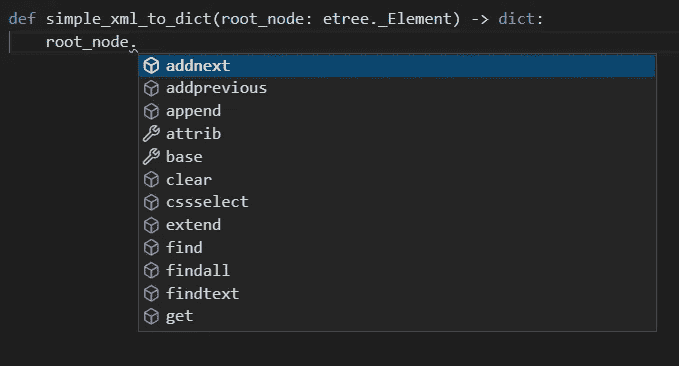 def simple_xml_to_dict(root_node: etree._Element) -> dict:
root_node.
addnext
addprevious
append
attrib
base
clear
cssselect
extend
find
findall
findtext
get